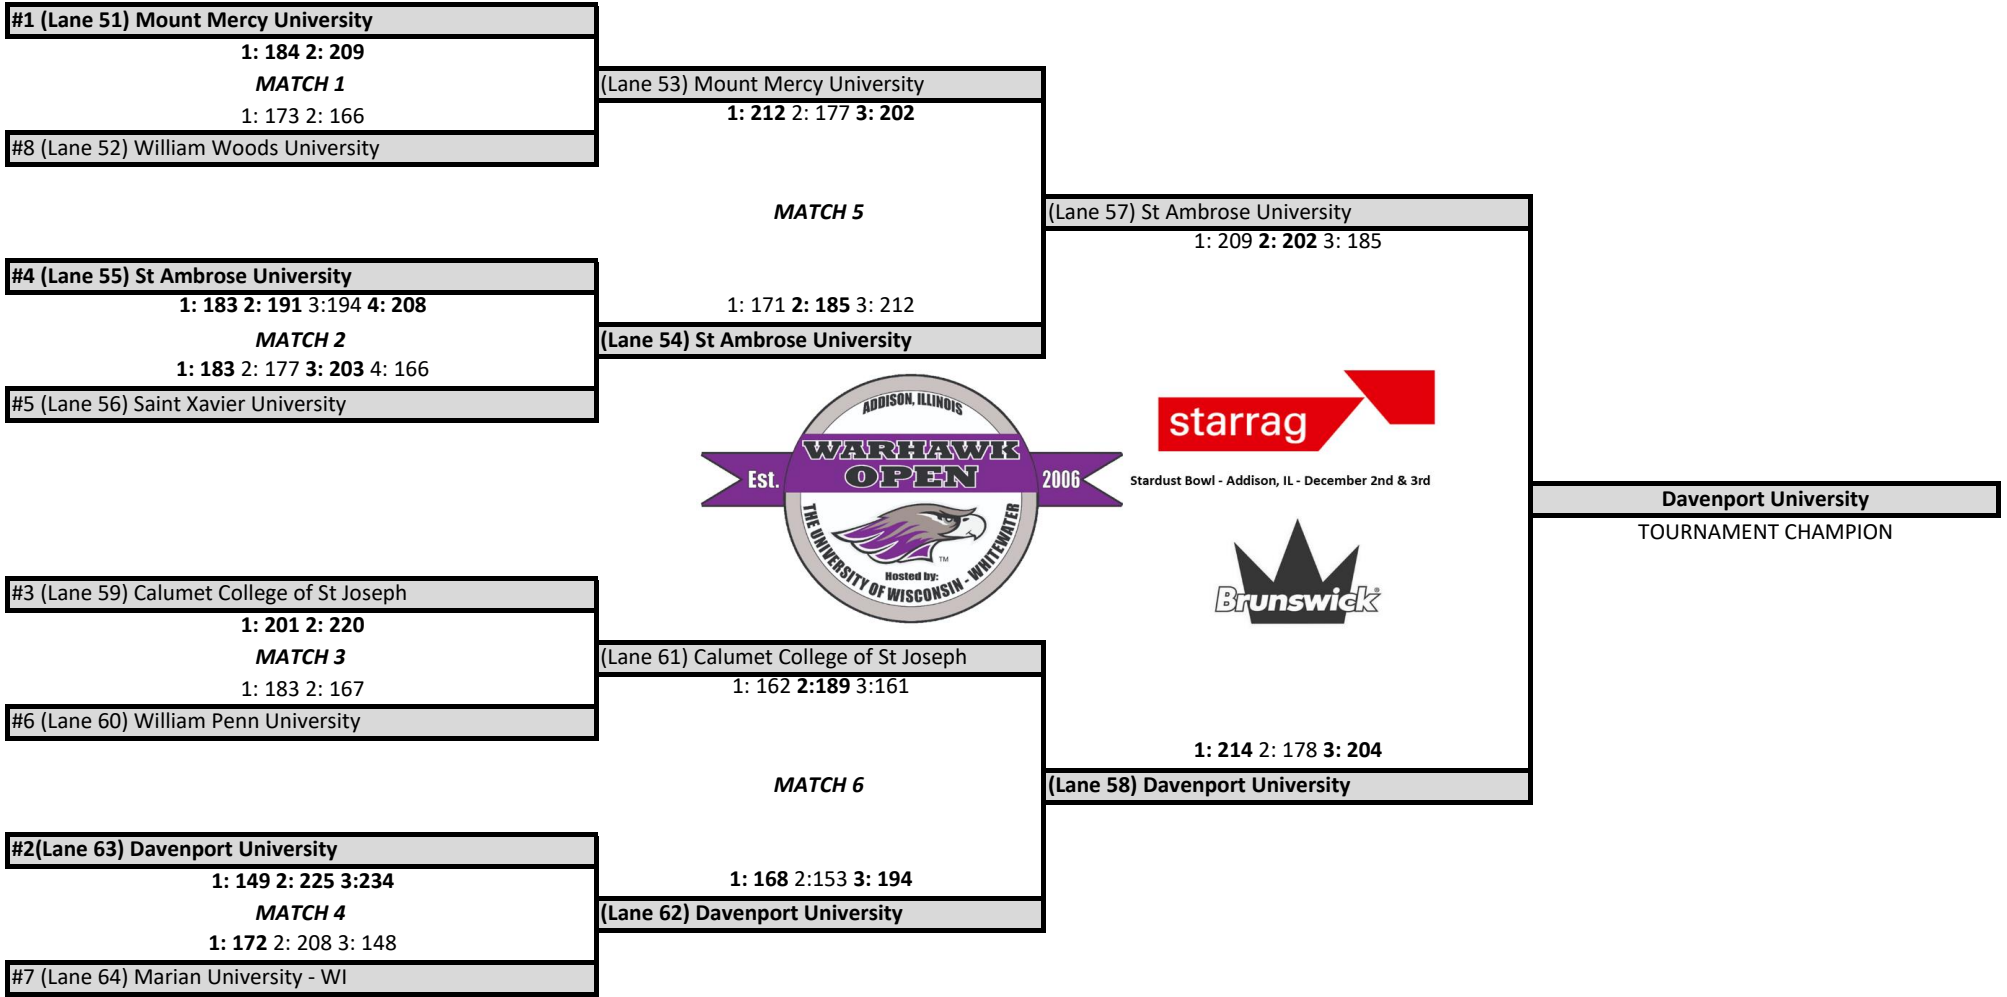 #1 (Lane 51) Mount Mercy University
1: 184 2: 209
MATCH 1
1: 173 2: 166
#8 (Lane 52) William Woods University
(Lane 53) Mount Mercy University
1: 212 2: 177 3: 202
MATCH 5
1: 171 2: 185 3: 212
(Lane 54) St Ambrose University
#4 (Lane 55) St Ambrose University
1: 183 2: 191 3:194 4: 208
MATCH 2
1: 183 2: 177 3: 203 4: 166
#5 (Lane 56) Saint Xavier University
(Lane 57) St Ambrose University
1: 209 2: 202 3: 185
ADDISON, ILLINOIS
WARHAWK
OPEN
Est.
2006
THE UNIVERSITY OF WISCONSIN - WHITEWATER
Hosted by:
TM
starrag
Stardust Bowl - Addison, IL - December 2nd & 3rd
Brunswick®
Davenport University
TOURNAMENT CHAMPION
#3 (Lane 59) Calumet College of St Joseph
1: 201 2: 220
MATCH 3
1: 183 2: 167
#6 (Lane 60) William Penn University
(Lane 61) Calumet College of St Joseph
1: 162 2:189 3:161
MATCH 6
1: 168 2:153 3: 194
(Lane 62) Davenport University
1: 214 2: 178 3: 204
(Lane 58) Davenport University
#2(Lane 63) Davenport University
1: 149 2: 225 3:234
MATCH 4
1: 172 2: 208 3: 148
#7 (Lane 64) Marian University - WI